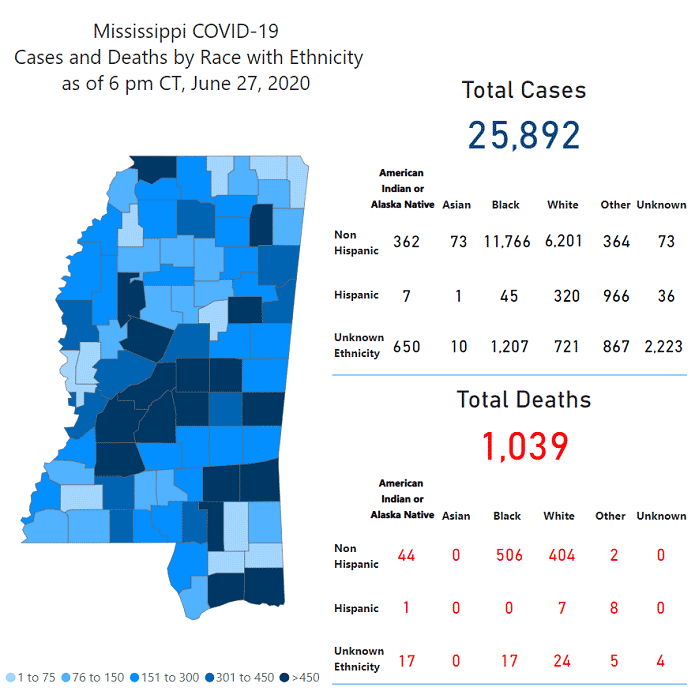 Mississippi COVID-19
Cases and Deaths by Race with Ethnicity
as of 6 pm CT, June 27, 2020
Total Cases
25,892
American
Indian or
Alaska Native Asian Black White Other Unknown
Non
Hispanic 362 73 11,766 6,201 364 73
Hispanic 7 1 45 320 966 36
Unknown
Ethnicity 650 10 1,207 721 867 2,223
Total Deaths
1,039
American
Indian or
Alaska Native Asian Black White Other Unknown
Non
Hispanic 44 0 506 404 2 0
Hispanic 1 0 0 7 8 0
Unknown
Ethnicity 17 0 17 24 5 4
1 to 75 76 to 150 151 to 300 301 to 450 >450